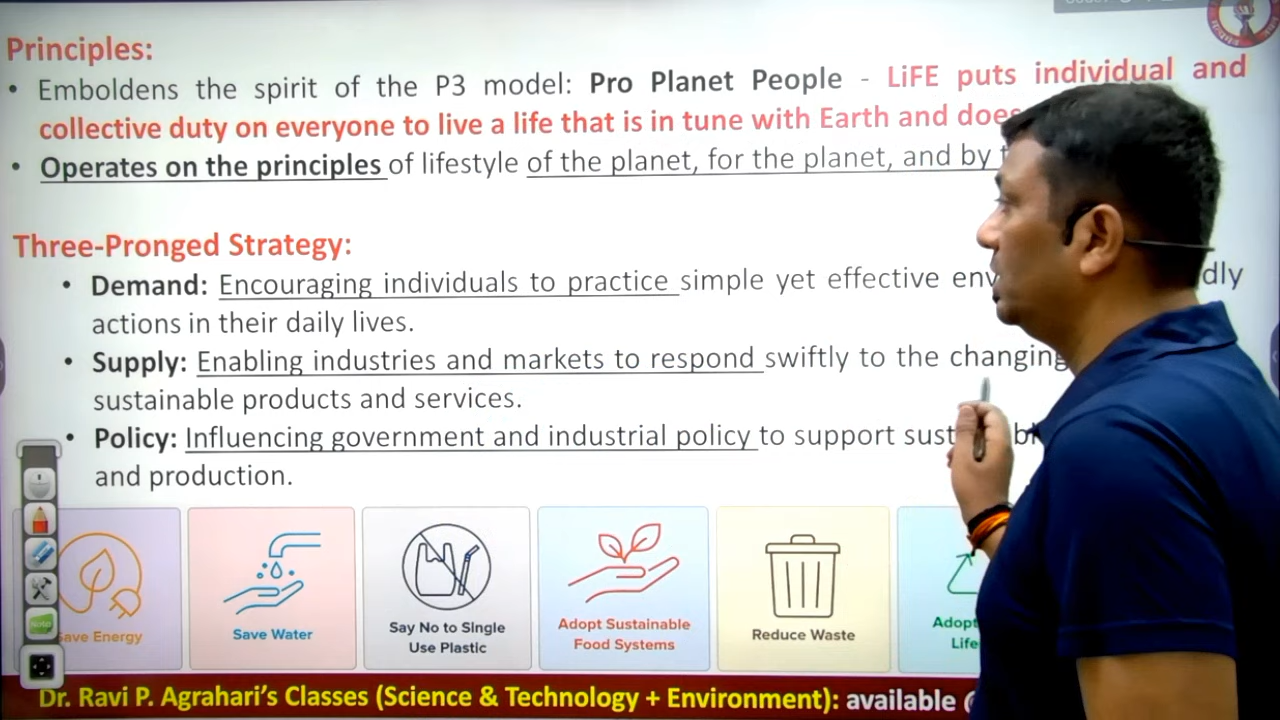 Principles:
• Emboldens the spirit of the P3 model: Pro Planet People - LiFE puts individual and
collective duty on everyone to live a life that is in tune with Earth and does
• Operates on the principles of lifestyle of the planet, for the planet, and by
Three-Pronged Strategy:
• Demand: Encouraging individuals to practice simple yet effective dly
actions in their daily lives.
• Supply: Enabling industries and markets to respond swiftly to the changing
sustainable products and services.
• Policy: Influencing government and industrial policy to support
and production.
Save Energy
Save Water
Say No to Single
Use Plastic
Adopt Sustainable
Food Systems
Reduce Waste
Adopt
Life
Note
Dr. Ravi P. Agrahari's Classes (Science & Technology + Environment): available